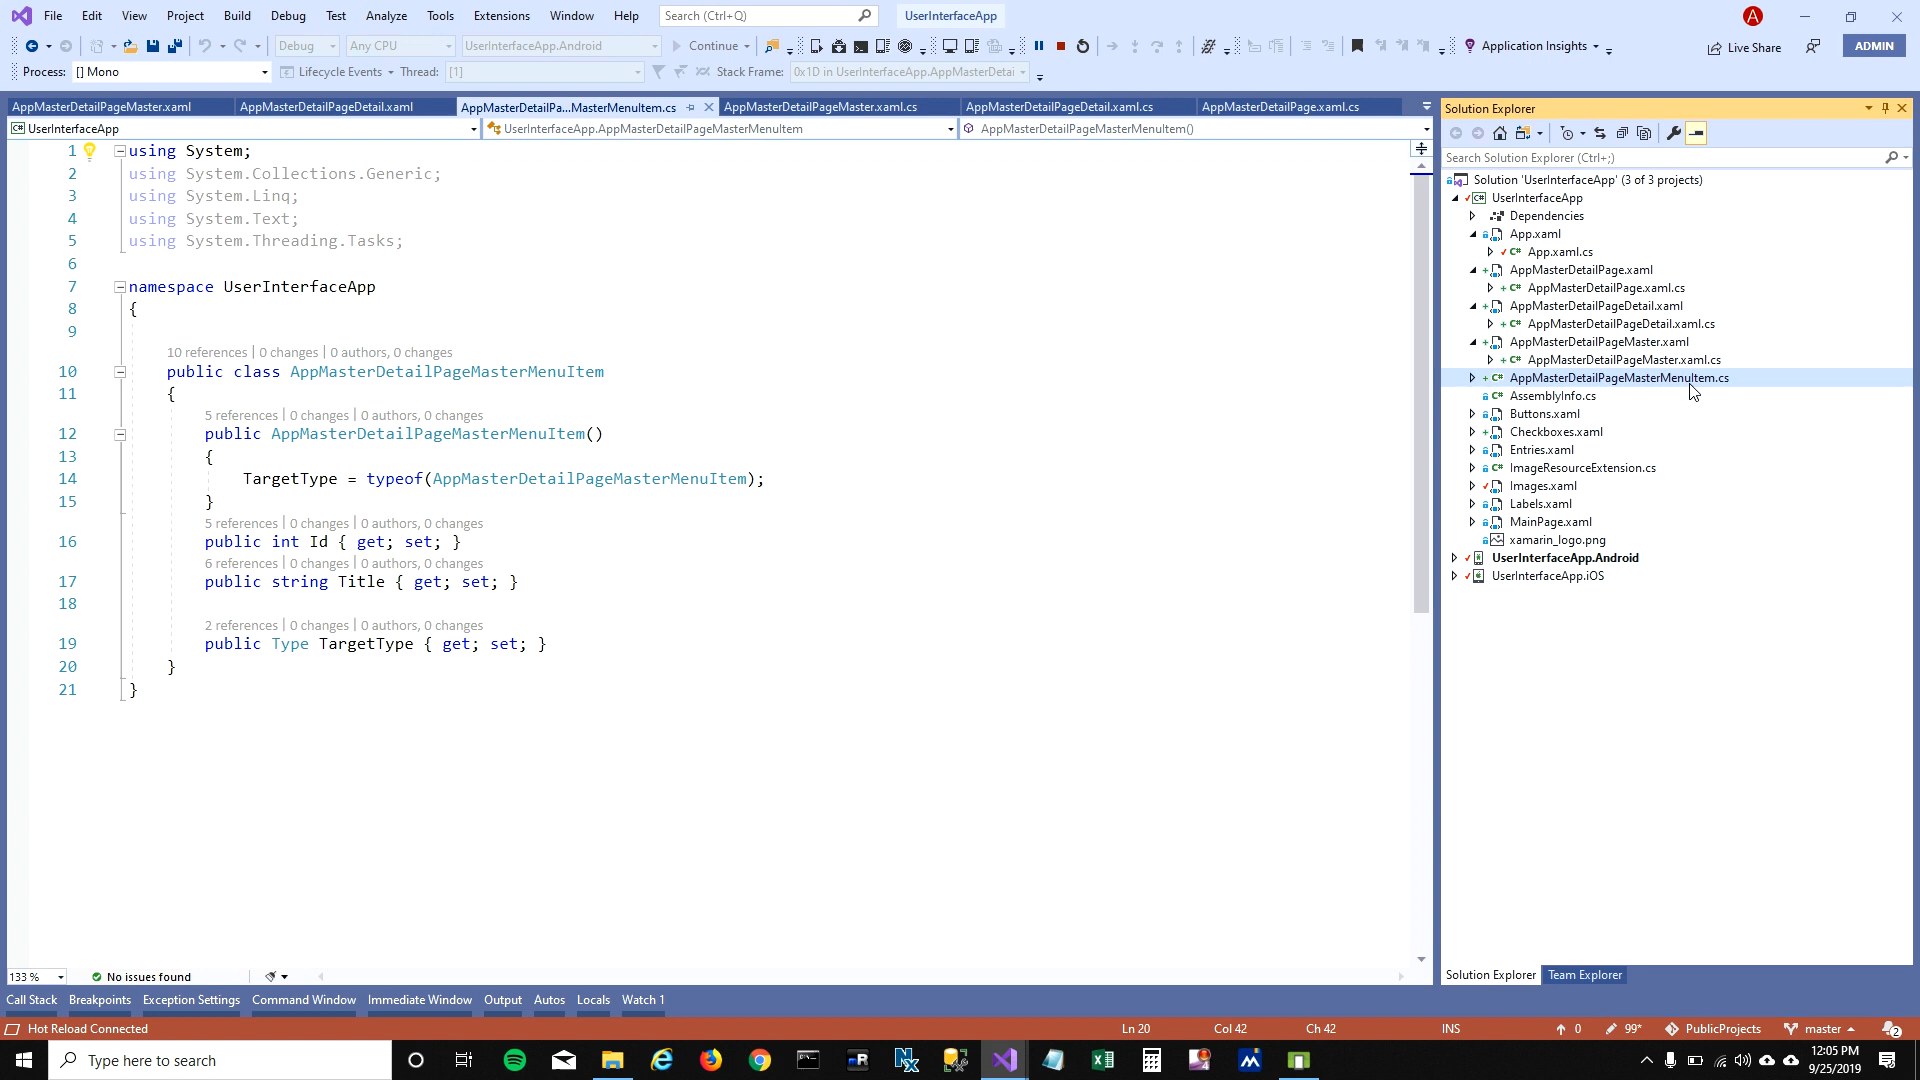 File Edit View Project Build Debug Test Analyze Tools Extensions Window Help Search (Ctrl+Q) UserInterfaceApp A
Debug Any CPU UserInterfaceApp.Android Continue Application Insights Live Share ADMIN
Process: [] Mono Lifecycle Events Thread: [1] Stack Frame: 0x1D in UserInterfaceApp.AppMasterDetai
AppMasterDetailPageMaster.xaml AppMasterDetailPageDetail.xaml AppMasterDetailPa...MasterMenuItem.cs AppMasterDetailPageMaster.xaml.cs AppMasterDetailPageDetail.xaml.cs AppMasterDetailPage.xaml.cs
UserInterfaceApp UserInterfaceApp.AppMasterDetailPageMasterMenuItem AppMasterDetailPageMasterMenuItem()
1 using System;
2 using System.Collections.Generic;
3 using System.Linq;
4 using System.Text;
5 using System.Threading.Tasks;
6
7 namespace UserInterfaceApp
8 {
9
10 references | 0 changes | 0 authors, 0 changes
10 public class AppMasterDetailPageMasterMenuItem
11 {
5 references | 0 changes | 0 authors, 0 changes
12 public AppMasterDetailPageMasterMenuItem()
13 {
14 TargetType = typeof(AppMasterDetailPageMasterMenuItem);
15 }
5 references | 0 changes | 0 authors, 0 changes
16 public int Id { get; set; }
6 references | 0 changes | 0 authors, 0 changes
17 public string Title { get; set; }
18
2 references | 0 changes | 0 authors, 0 changes
19 public Type TargetType { get; set; }
20 }
21 }
133 % No issues found
Solution Explorer
Search Solution Explorer (Ctrl+;)
Solution 'UserInterfaceApp' (3 of 3 projects)
UserInterfaceApp
Dependencies
App.xaml
App.xaml.cs
AppMasterDetailPage.xaml
AppMasterDetailPage.xaml.cs
AppMasterDetailPageDetail.xaml
AppMasterDetailPageDetail.xaml.cs
AppMasterDetailPageMaster.xaml
AppMasterDetailPageMaster.xaml.cs
AppMasterDetailPageMasterMenuItem.cs
AssemblyInfo.cs
Buttons.xaml
Checkboxes.xaml
Entries.xaml
ImageResourceExtension.cs
Images.xaml
Labels.xaml
MainPage.xaml
xamarin_logo.png
UserInterfaceApp.Android
UserInterfaceApp.iOS
Solution Explorer Team Explorer
Call Stack Breakpoints Exception Settings Command Window Immediate Window Output Autos Locals Watch 1
Hot Reload Connected Ln 20 Col 42 Ch 42 INS 0 99* PublicProjects master 2
Type here to search 12:05 PM
9/25/2019